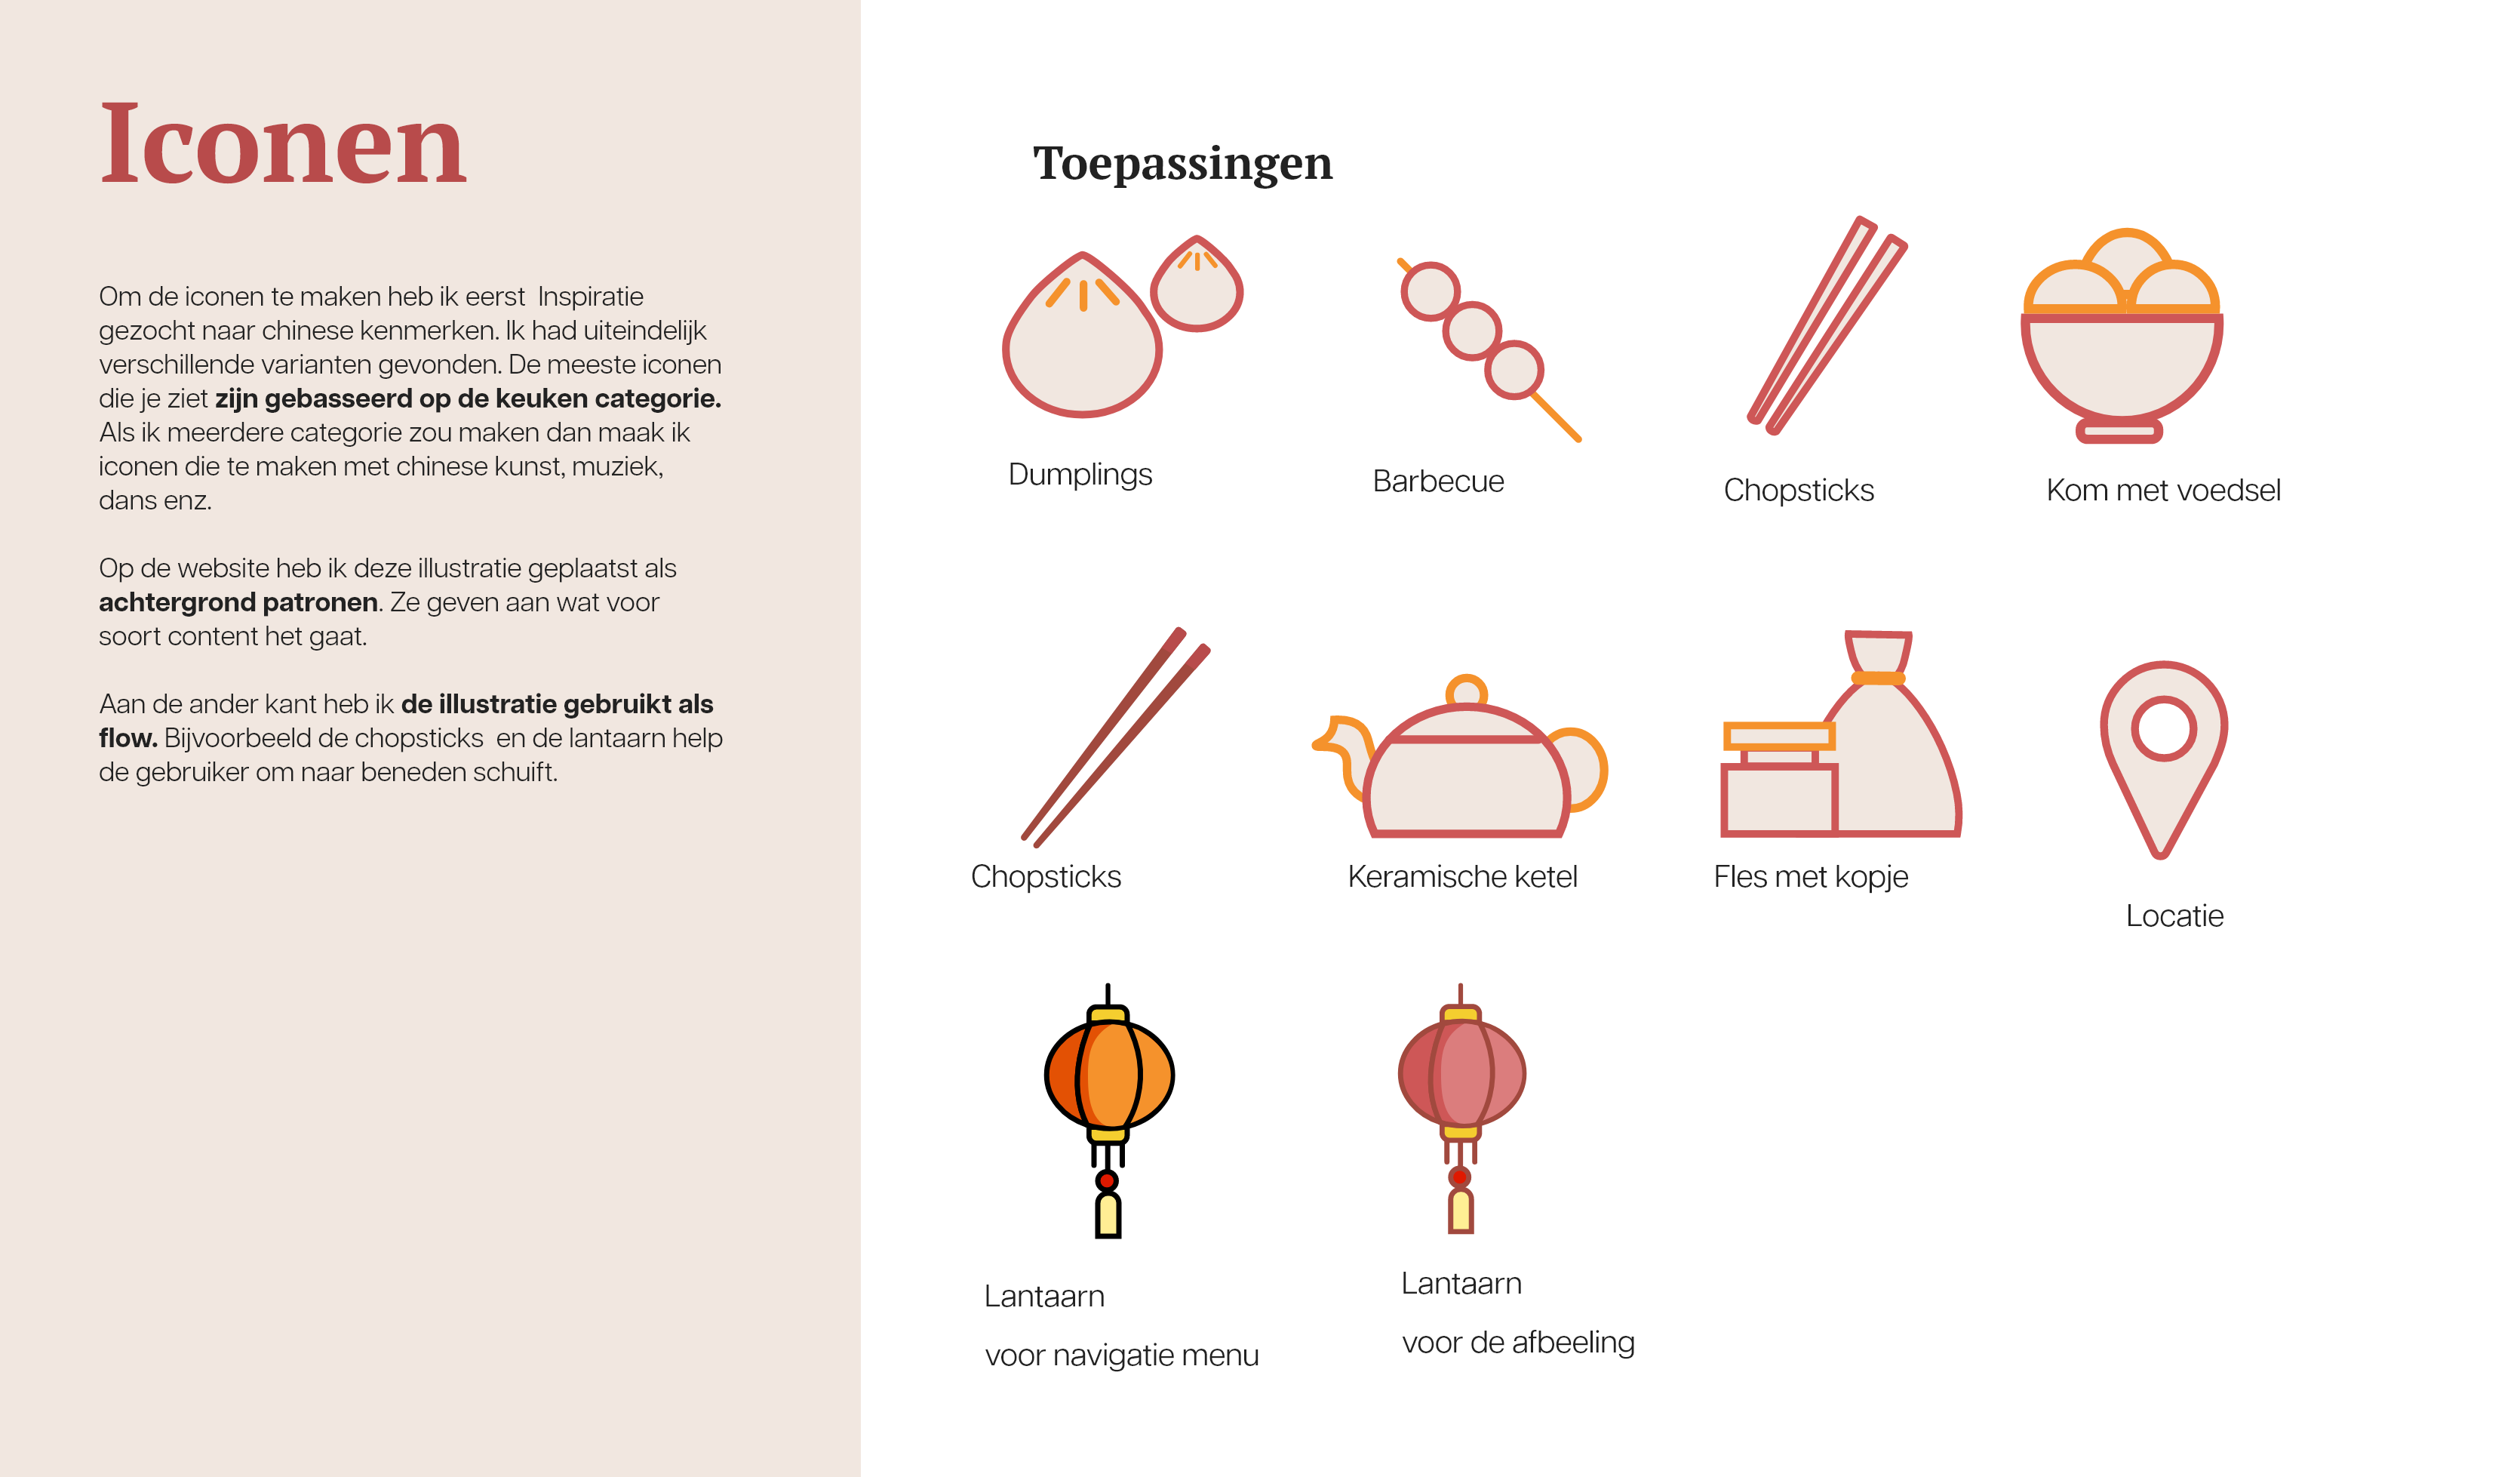 Iconen
Om de iconen te maken heb ik eerst  Inspiratie
gezocht naar chinese kenmerken. Ik had uiteindelijk
verschillende varianten gevonden. De meeste iconen
die je ziet zijn gebasseerd op de keuken categorie.
Als ik meerdere categorie zou maken dan maak ik
iconen die te maken met chinese kunst, muziek,
dans enz.
Op de website heb ik deze illustratie geplaatst als
achtergrond patronen. Ze geven aan wat voor
soort content het gaat.
Aan de ander kant heb ik de illustratie gebruikt als
flow. Bijvoorbeeld de chopsticks  en de lantaarn help
de gebruiker om naar beneden schuift.
Toepassingen
Dumplings
Barbecue
Chopsticks
Kom met voedsel
Chopsticks
Keramische ketel
Fles met kopje
Locatie
Lantaarn
voor navigatie menu
Lantaarn
voor de afbeeling